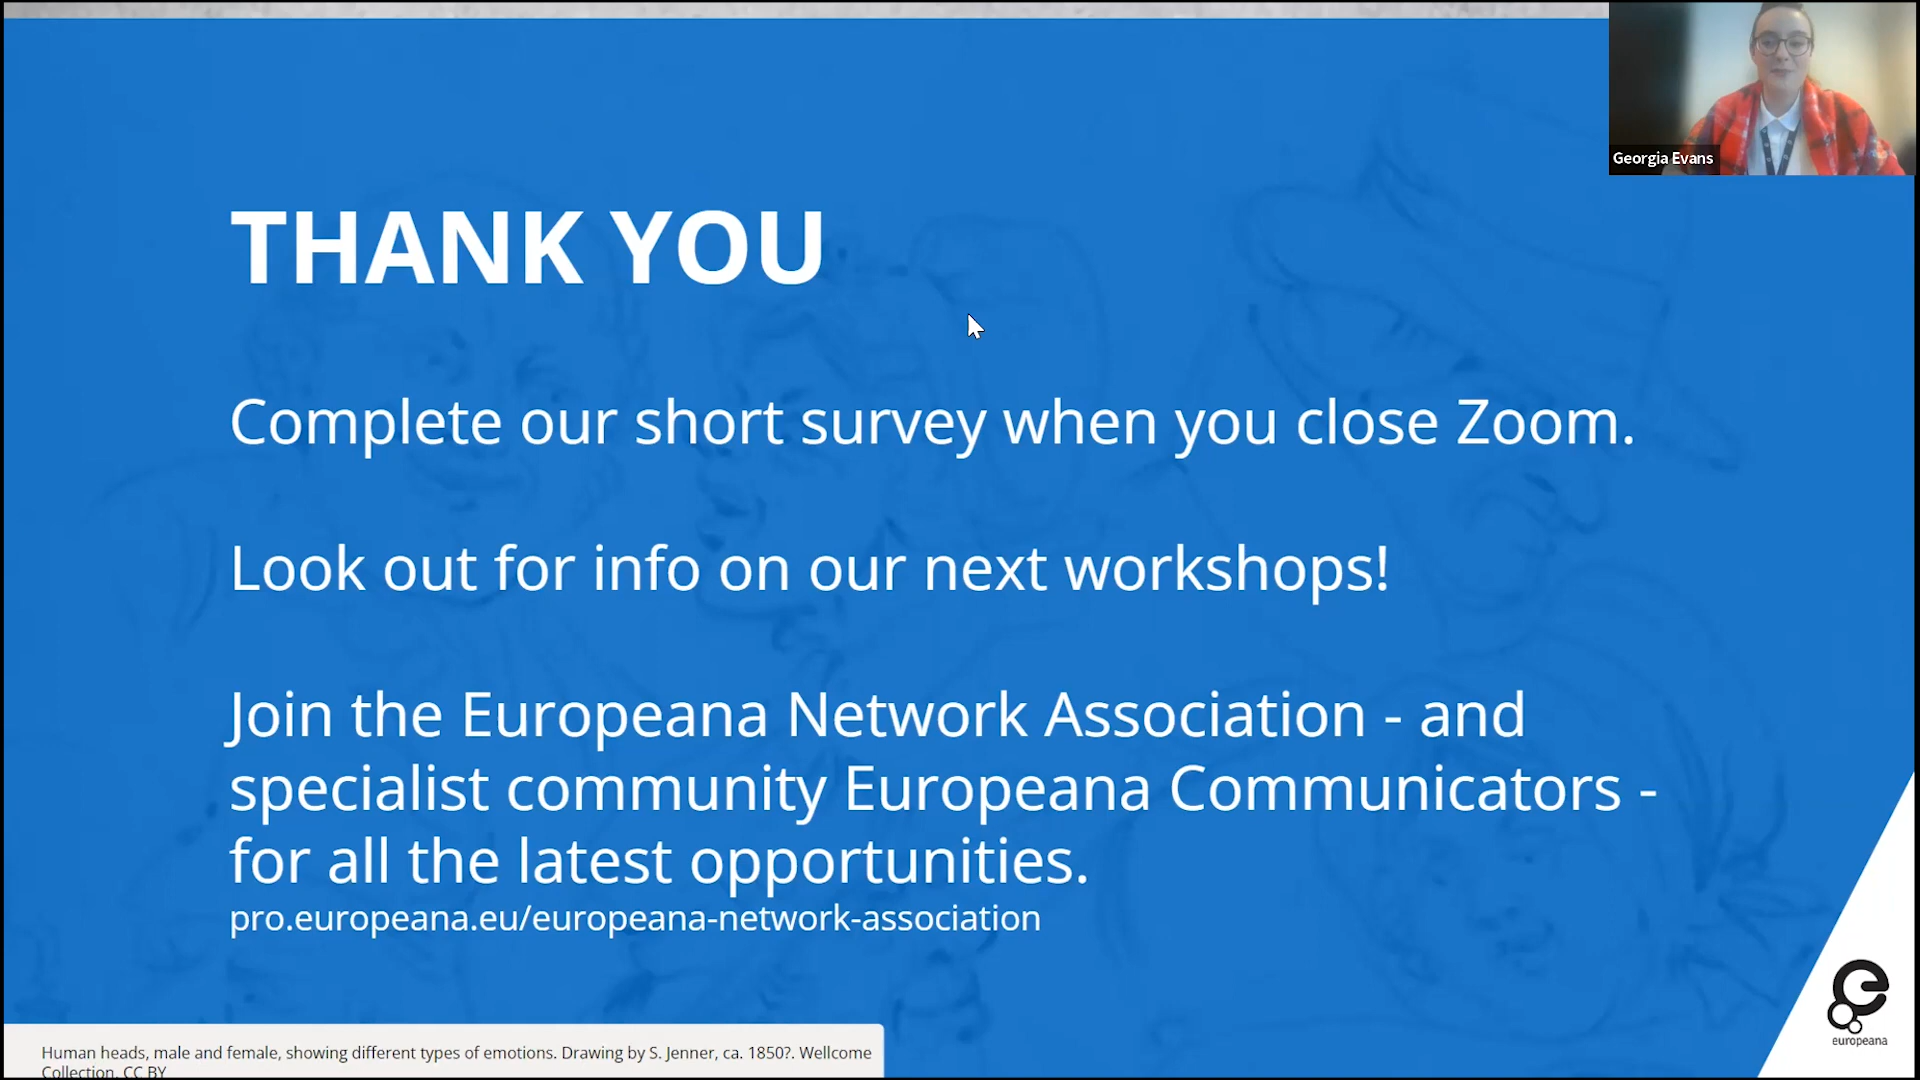 Georgia Evans
THANK YOU
Complete our short survey when you close Zoom.
Look out for info on our next workshops!
Join the Europeana Network Association - and
specialist community Europeana Communicators -
for all the latest opportunities.
pro.europeana.eu/europeana-network-association
europeana
Human heads, male and female, showing different types of emotions. Drawing by S. Jenner, ca. 1850?. Wellcome
Collection. CC BY